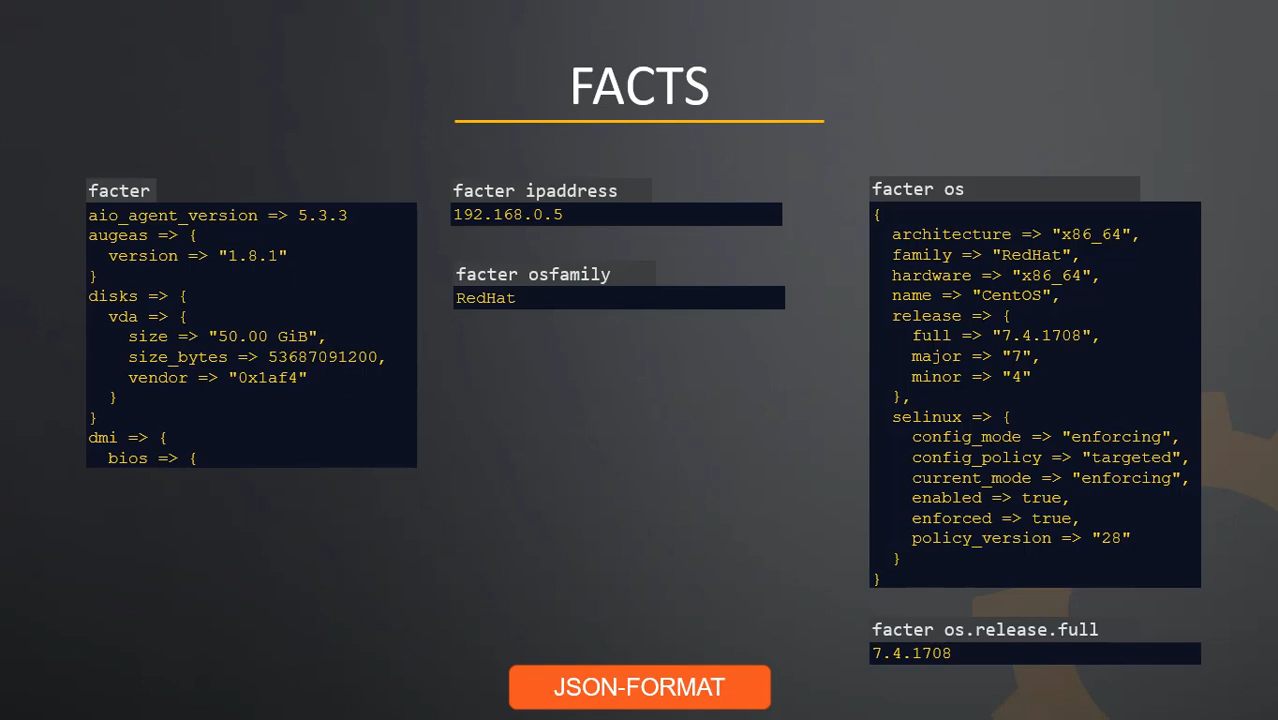 FACTS
facter
aio_agent_version => 5.3.3
augeas => {
  version => "1.8.1"
}
disks => {
  vda => {
    size => "50.00 GiB",
    size_bytes => 53687091200,
    vendor => "0x1af4"
  }
}
dmi => {
  bios => {
facter ipaddress
192.168.0.5
facter osfamily
RedHat
facter os
{
  architecture => "x86_64",
  family => "RedHat",
  hardware => "x86_64",
  name => "CentOS",
  release => {
    full => "7.4.1708",
    major => "7",
    minor => "4"
  },
  selinux => {
    config_mode => "enforcing",
    config_policy => "targeted",
    current_mode => "enforcing",
    enabled => true,
    enforced => true,
    policy_version => "28"
  }
}
facter os.release.full
7.4.1708
JSON-FORMAT